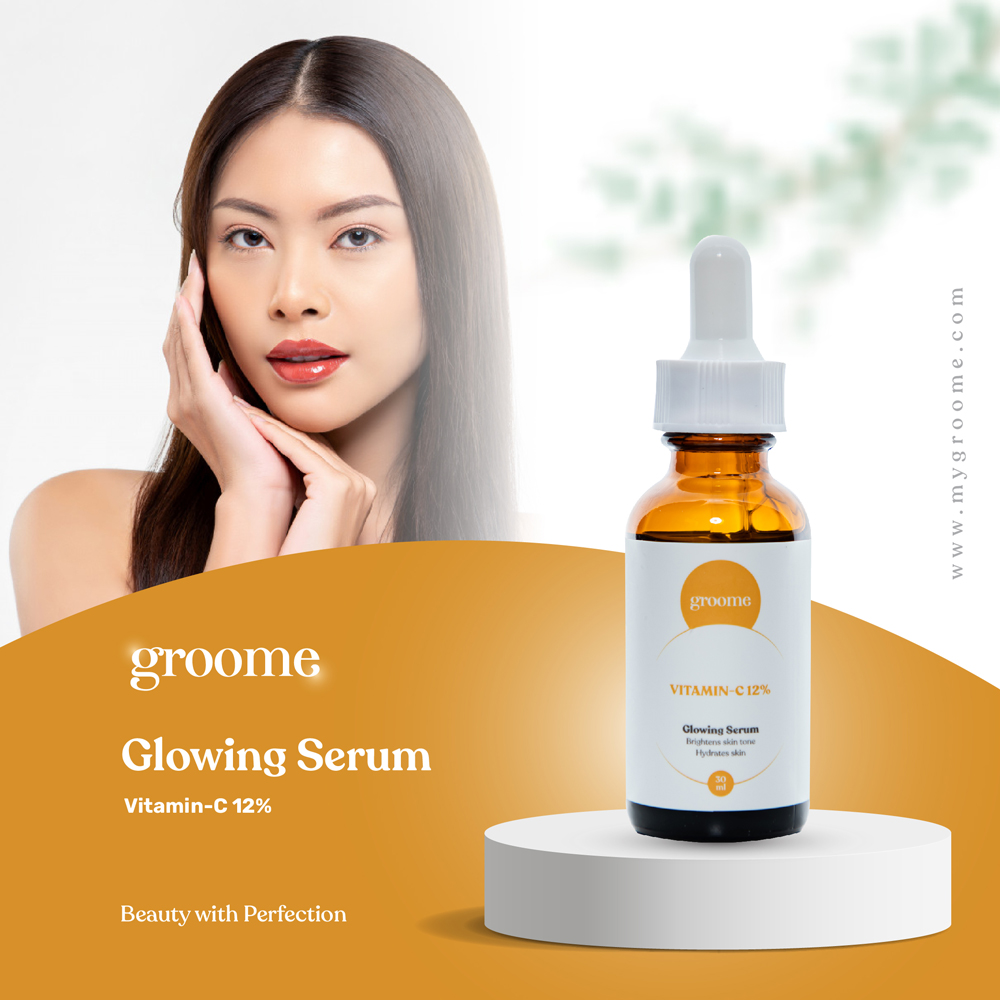 www.mygroome.com
groome
VITAMIN-C 12%
Glowing Serum
Brightens skin tone
Hydrates skin
30
ml
groome
Glowing Serum
Vitamin-C 12%
Beauty with Perfection